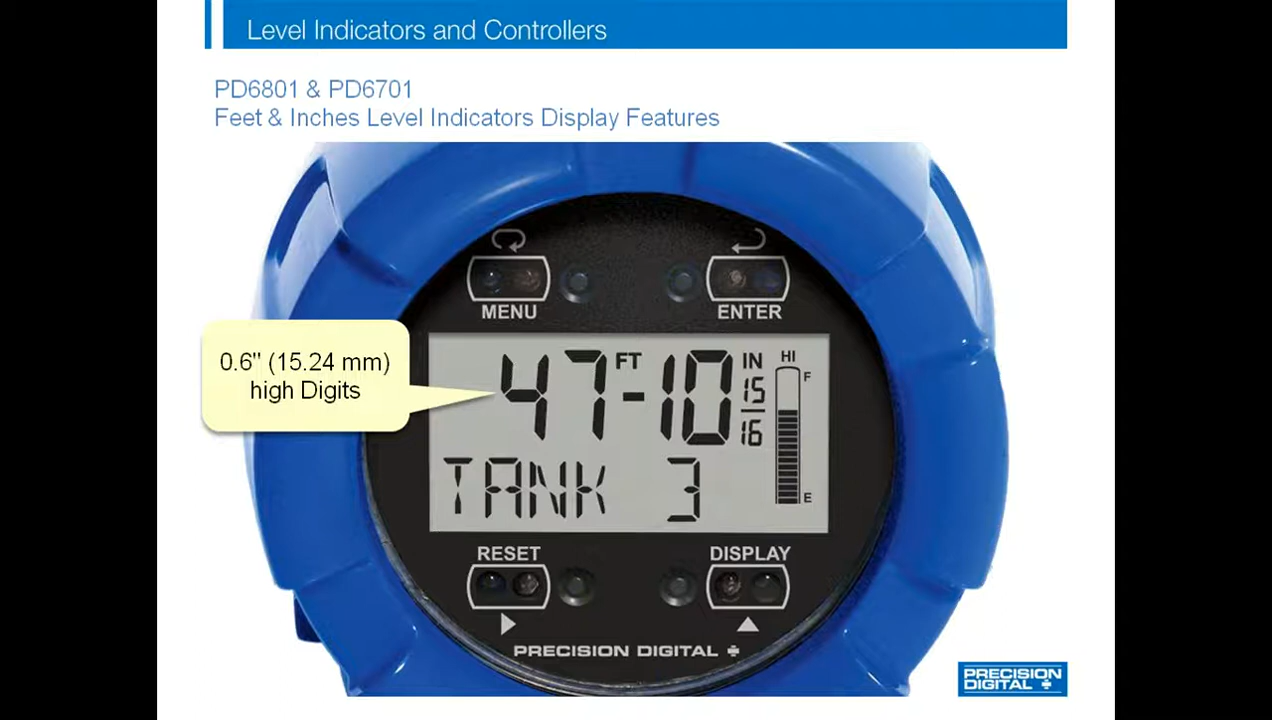 Level Indicators and Controllers
PD6801 & PD6701
Feet & Inches Level Indicators Display Features
MENU
ENTER
0.6" (15.24 mm)
high Digits
47 FT - 10 IN 15/16
HI
F
E
TANK 3
RESET
DISPLAY
PRECISION DIGITAL
PRECISION
DIGITAL